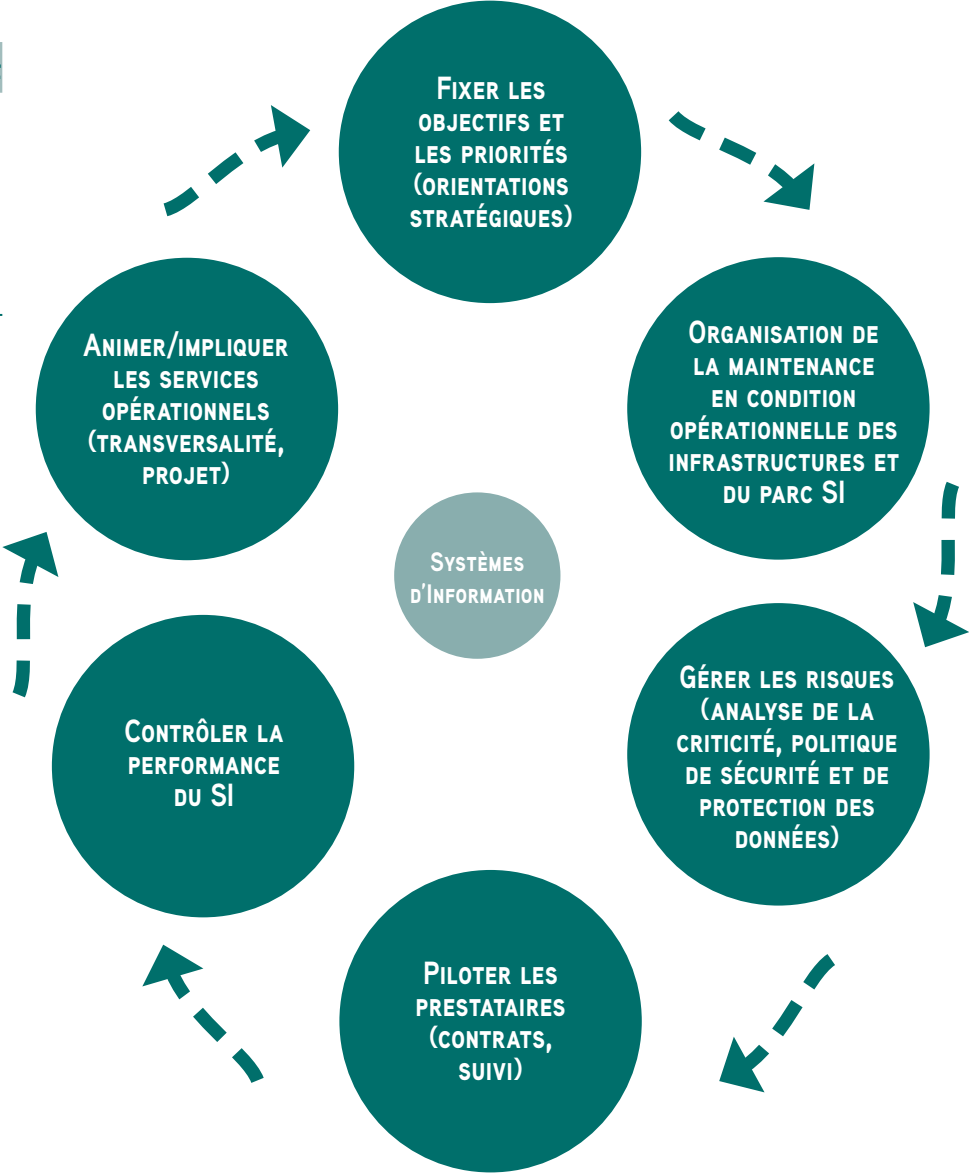 Fixer les
objectifs et
les priorités
(orientations
stratégiques)
Organisation de
la maintenance
en condition
opérationnelle des
infrastructures et
du parc SI
Gérer les risques
(analyse de la
criticité, politique
de sécurité et de
protection des
données)
Piloter les
prestataires
(contrats,
suivi)
Contrôler la
performance
du SI
Animer/impliquer
les services
opérationnels
(transversalité,
projet)
Systèmes
d'Information